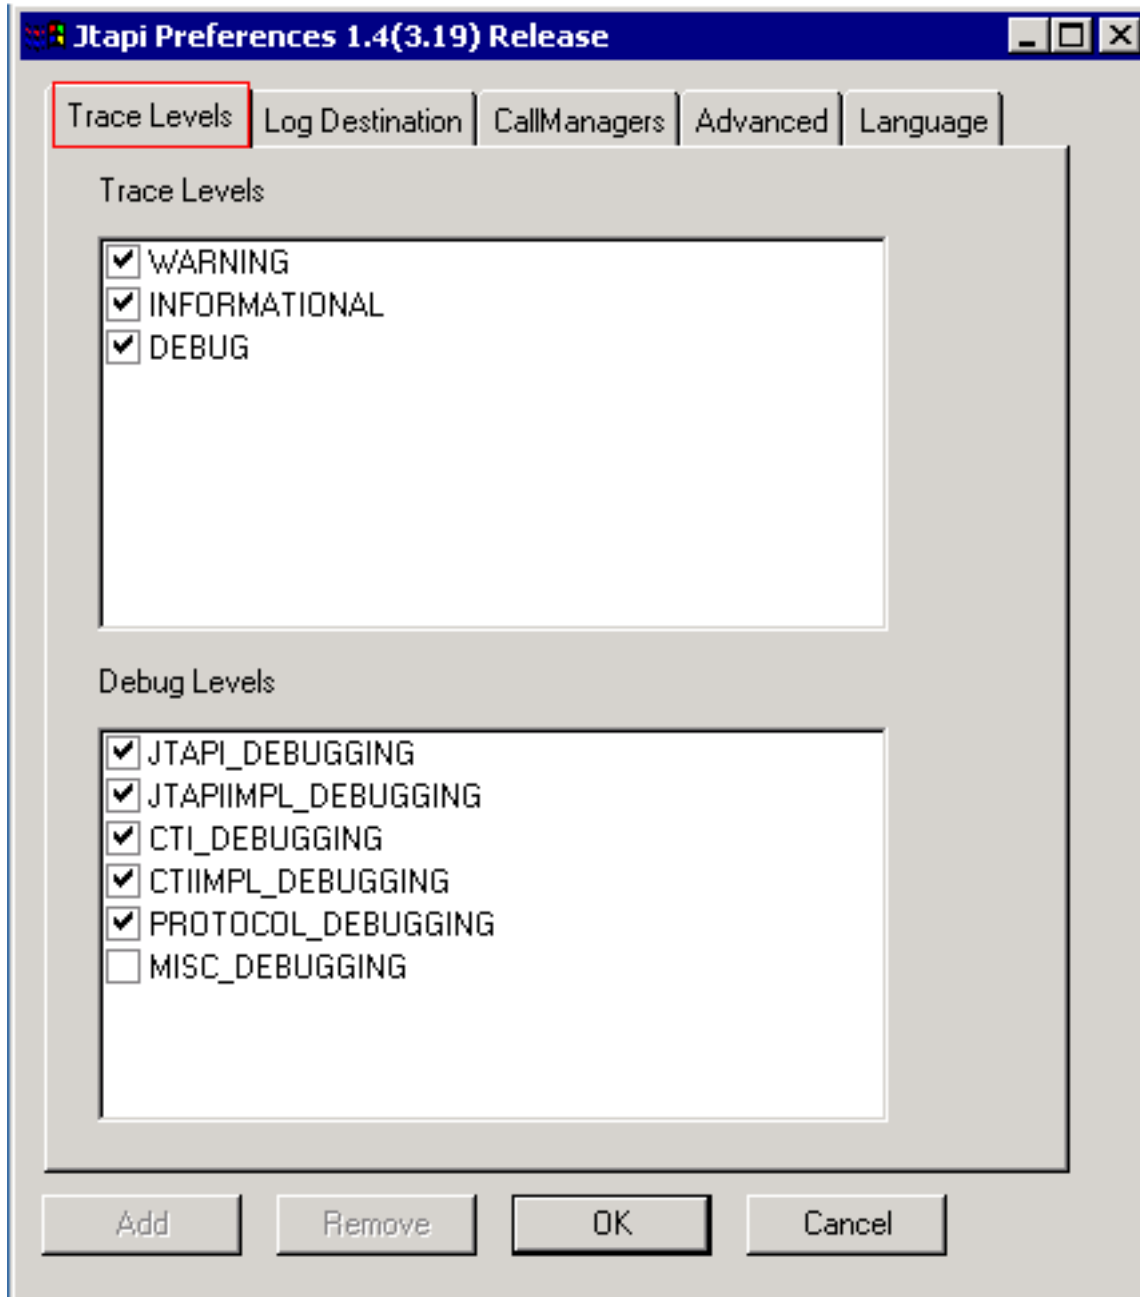 Jtapi Preferences 1.4(3.19) Release
Trace Levels Log Destination CallManagers Advanced Language
Trace Levels
WARNING
INFORMATIONAL
DEBUG
Debug Levels
JTAPI_DEBUGGING
JTAPIIMPL_DEBUGGING
CTI_DEBUGGING
CTIIMPL_DEBUGGING
PROTOCOL_DEBUGGING
MISC_DEBUGGING
Add Remove OK Cancel